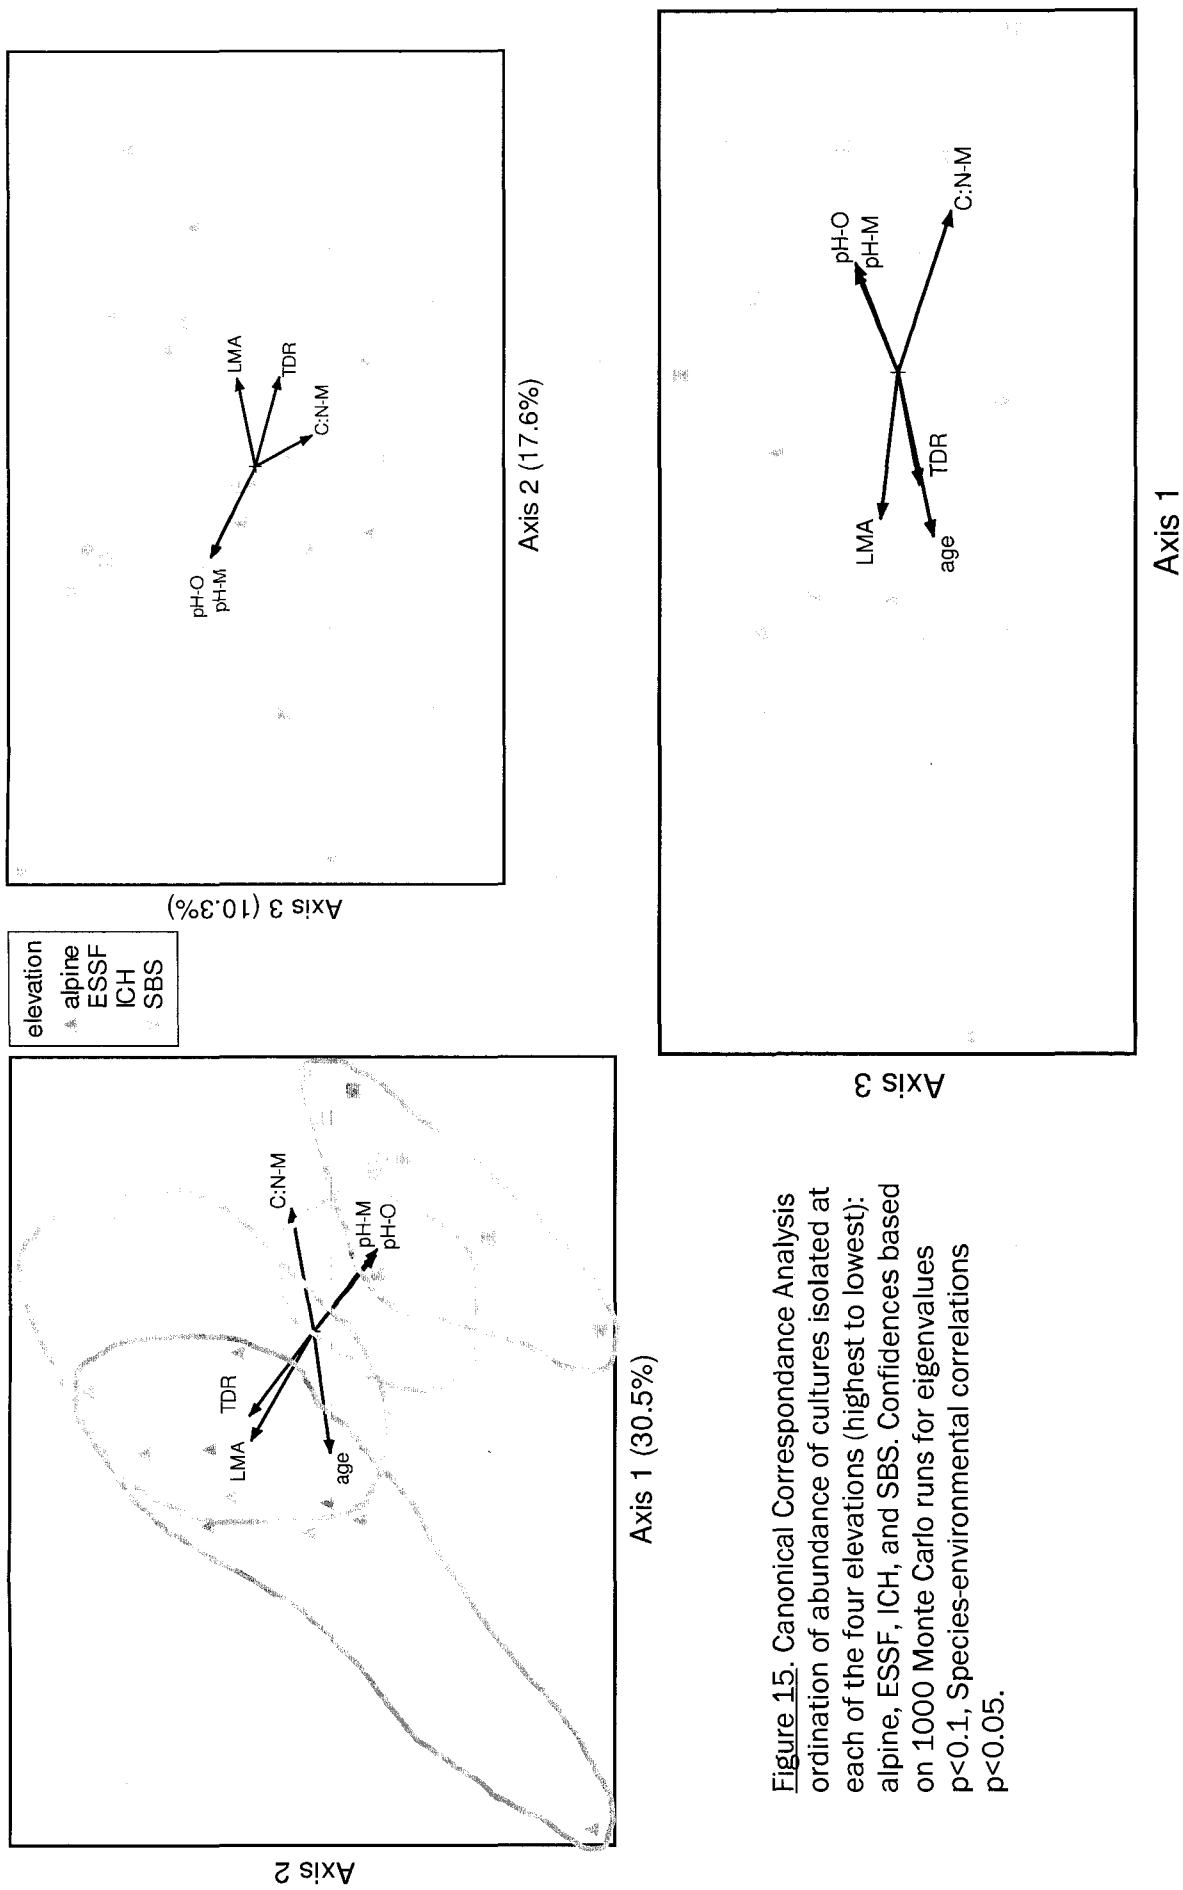 Axis 2
TDR
LMA
age
C:N-M
pH-M
pH-O
Axis 1 (30.5%)
elevation
alpine
ESSF
ICH
SBS
Axis 3 (10.3%)
pH-O
pH-M
LMA
TDR
C:N-M
Axis 2 (17.6%)
Figure 15. Canonical Correspondance Analysis
ordination of abundance of cultures isolated at
each of the four elevations (highest to lowest):
alpine, ESSF, ICH, and SBS. Confidences based
on 1000 Monte Carlo runs for eigenvalues
p<0.1, Species-environmental correlations
p<0.05.
Axis 3
LMA
age
TDR
pH-O
pH-M
C:N-M
Axis 1